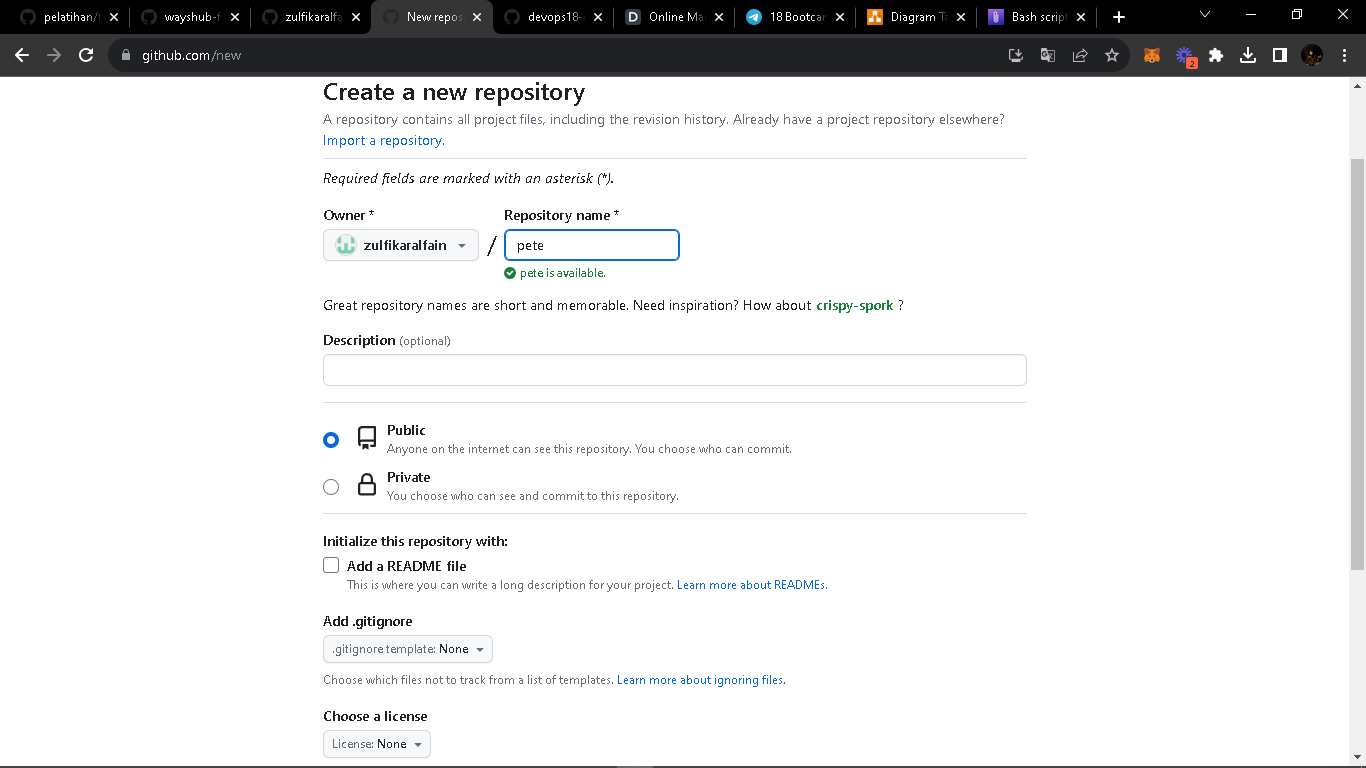 pelatihan/f
wayshub-f
zulfikaralfa
New repos
devops18-
Online Ma
18 Bootcam
Diagram Ta
Bash script
github.com/new
2
Create a new repository
A repository contains all project files, including the revision history. Already have a project repository elsewhere?
Import a repository.
Required fields are marked with an asterisk (*).
Owner * Repository name *
zulfikaralfain / pete
pete is available.
Great repository names are short and memorable. Need inspiration? How about crispy-spork ?
Description (optional)
Public
Anyone on the internet can see this repository. You choose who can commit.
Private
You choose who can see and commit to this repository.
Initialize this repository with:
Add a README file
This is where you can write a long description for your project. Learn more about READMEs.
Add .gitignore
.gitignore template: None
Choose which files not to track from a list of templates. Learn more about ignoring files.
Choose a license
License: None